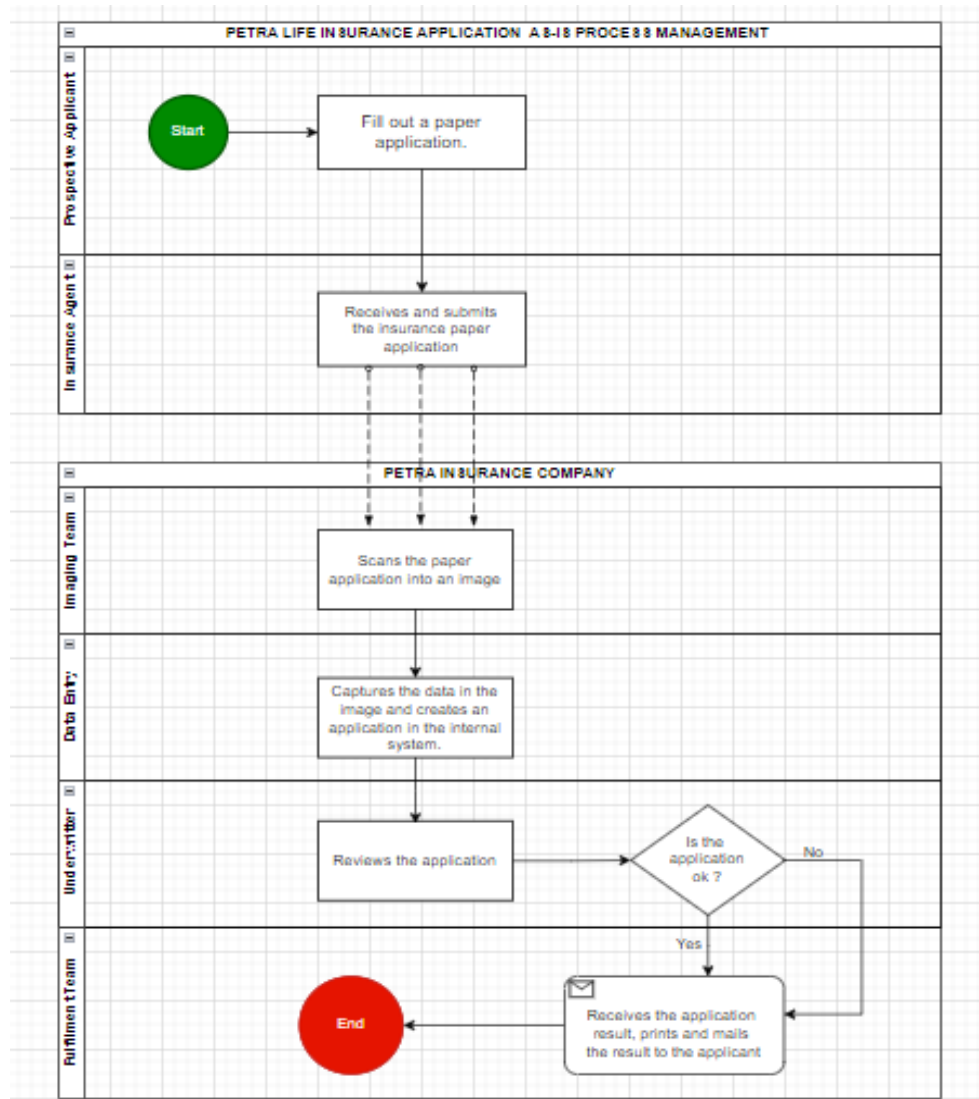 PETRA LIFE INSURANCE APPLICATION AS-IS PROCESS MANAGEMENT
Prospective Applicant
Start
Fill out a paper
application.
Insurance Agent
Receives and submits
the insurance paper
application
PETRA INSURANCE COMPANY
Imaging Team
Scans the paper
application into an image
Data Entry
Captures the data in the
image and creates an
application in the internal
system.
Underwritter
Reviews the application
Is the
application
ok ?
No
Yes
Fulfilment Team
End
Receives the application
result, prints and mails
the result to the applicant